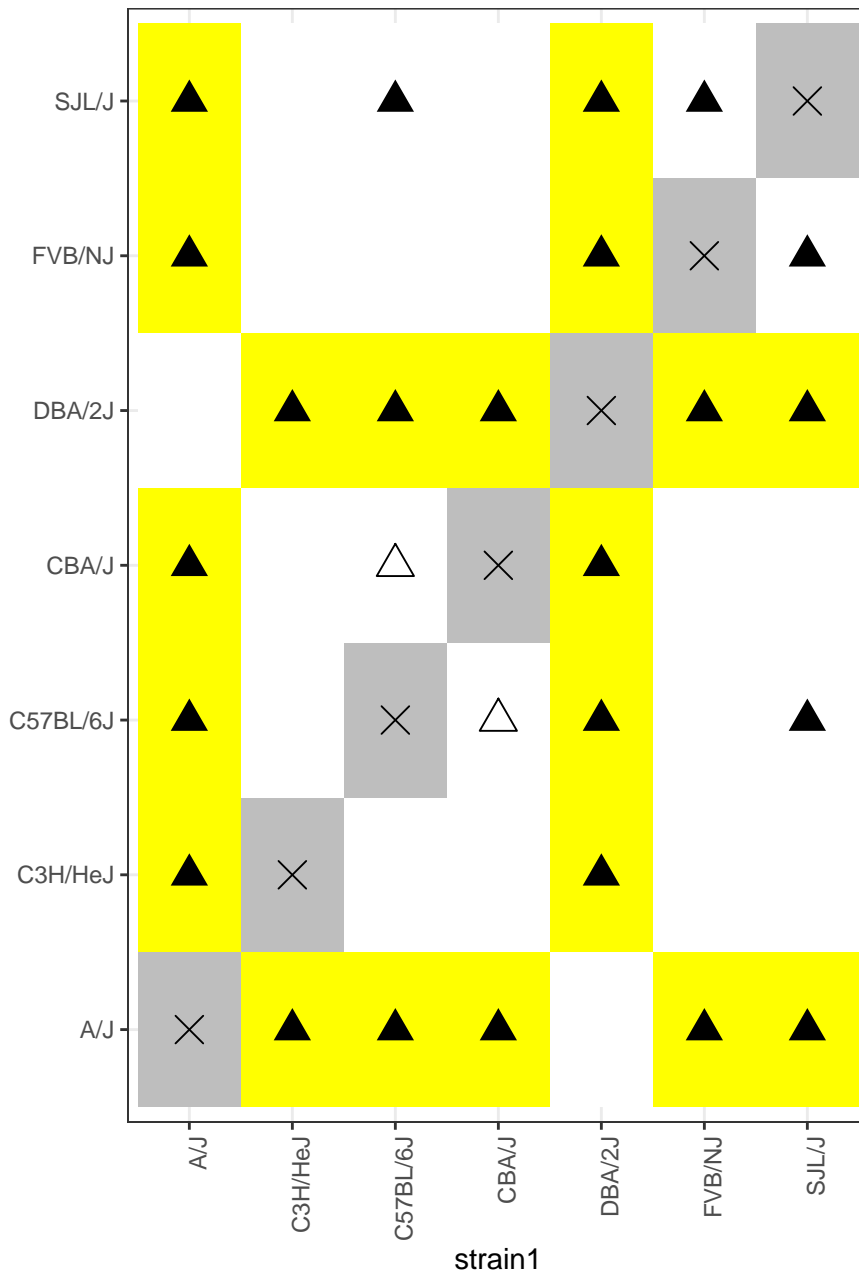 SJL/J
FVB/NJ
DBA/2J
CBA/J
C57BL/6J
C3H/HeJ
A/J
A/J
C3H/HeJ
C57BL/6J
CBA/J
DBA/2J
FVB/NJ
SJL/J
strain1